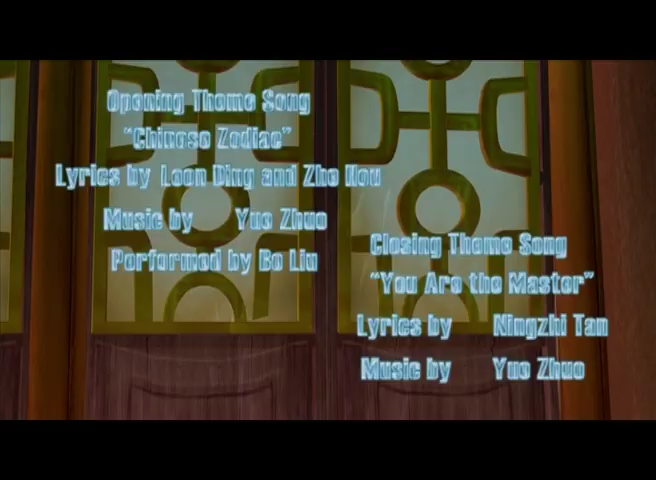 Opening Theme Song
"Chinese Zodiac"
Lyrics by Leon Ding and Zhe Hou
Music by Yue Zhuo
Performed by Bo Liu
Closing Theme Song
"You Are the Master"
Lyrics by Ningzhi Tan
Music by Yue Zhuo